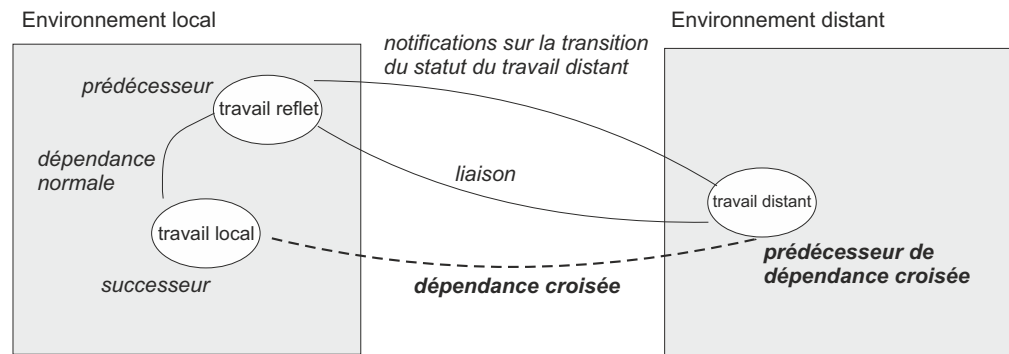 Environnement local
Environnement distant
notifications sur la transition
du statut du travail distant
prédécesseur
travail reflet
dépendance
normale
liaison
travail distant
travail local
prédécesseur de
dépendance croisée
dépendance croisée
successeur